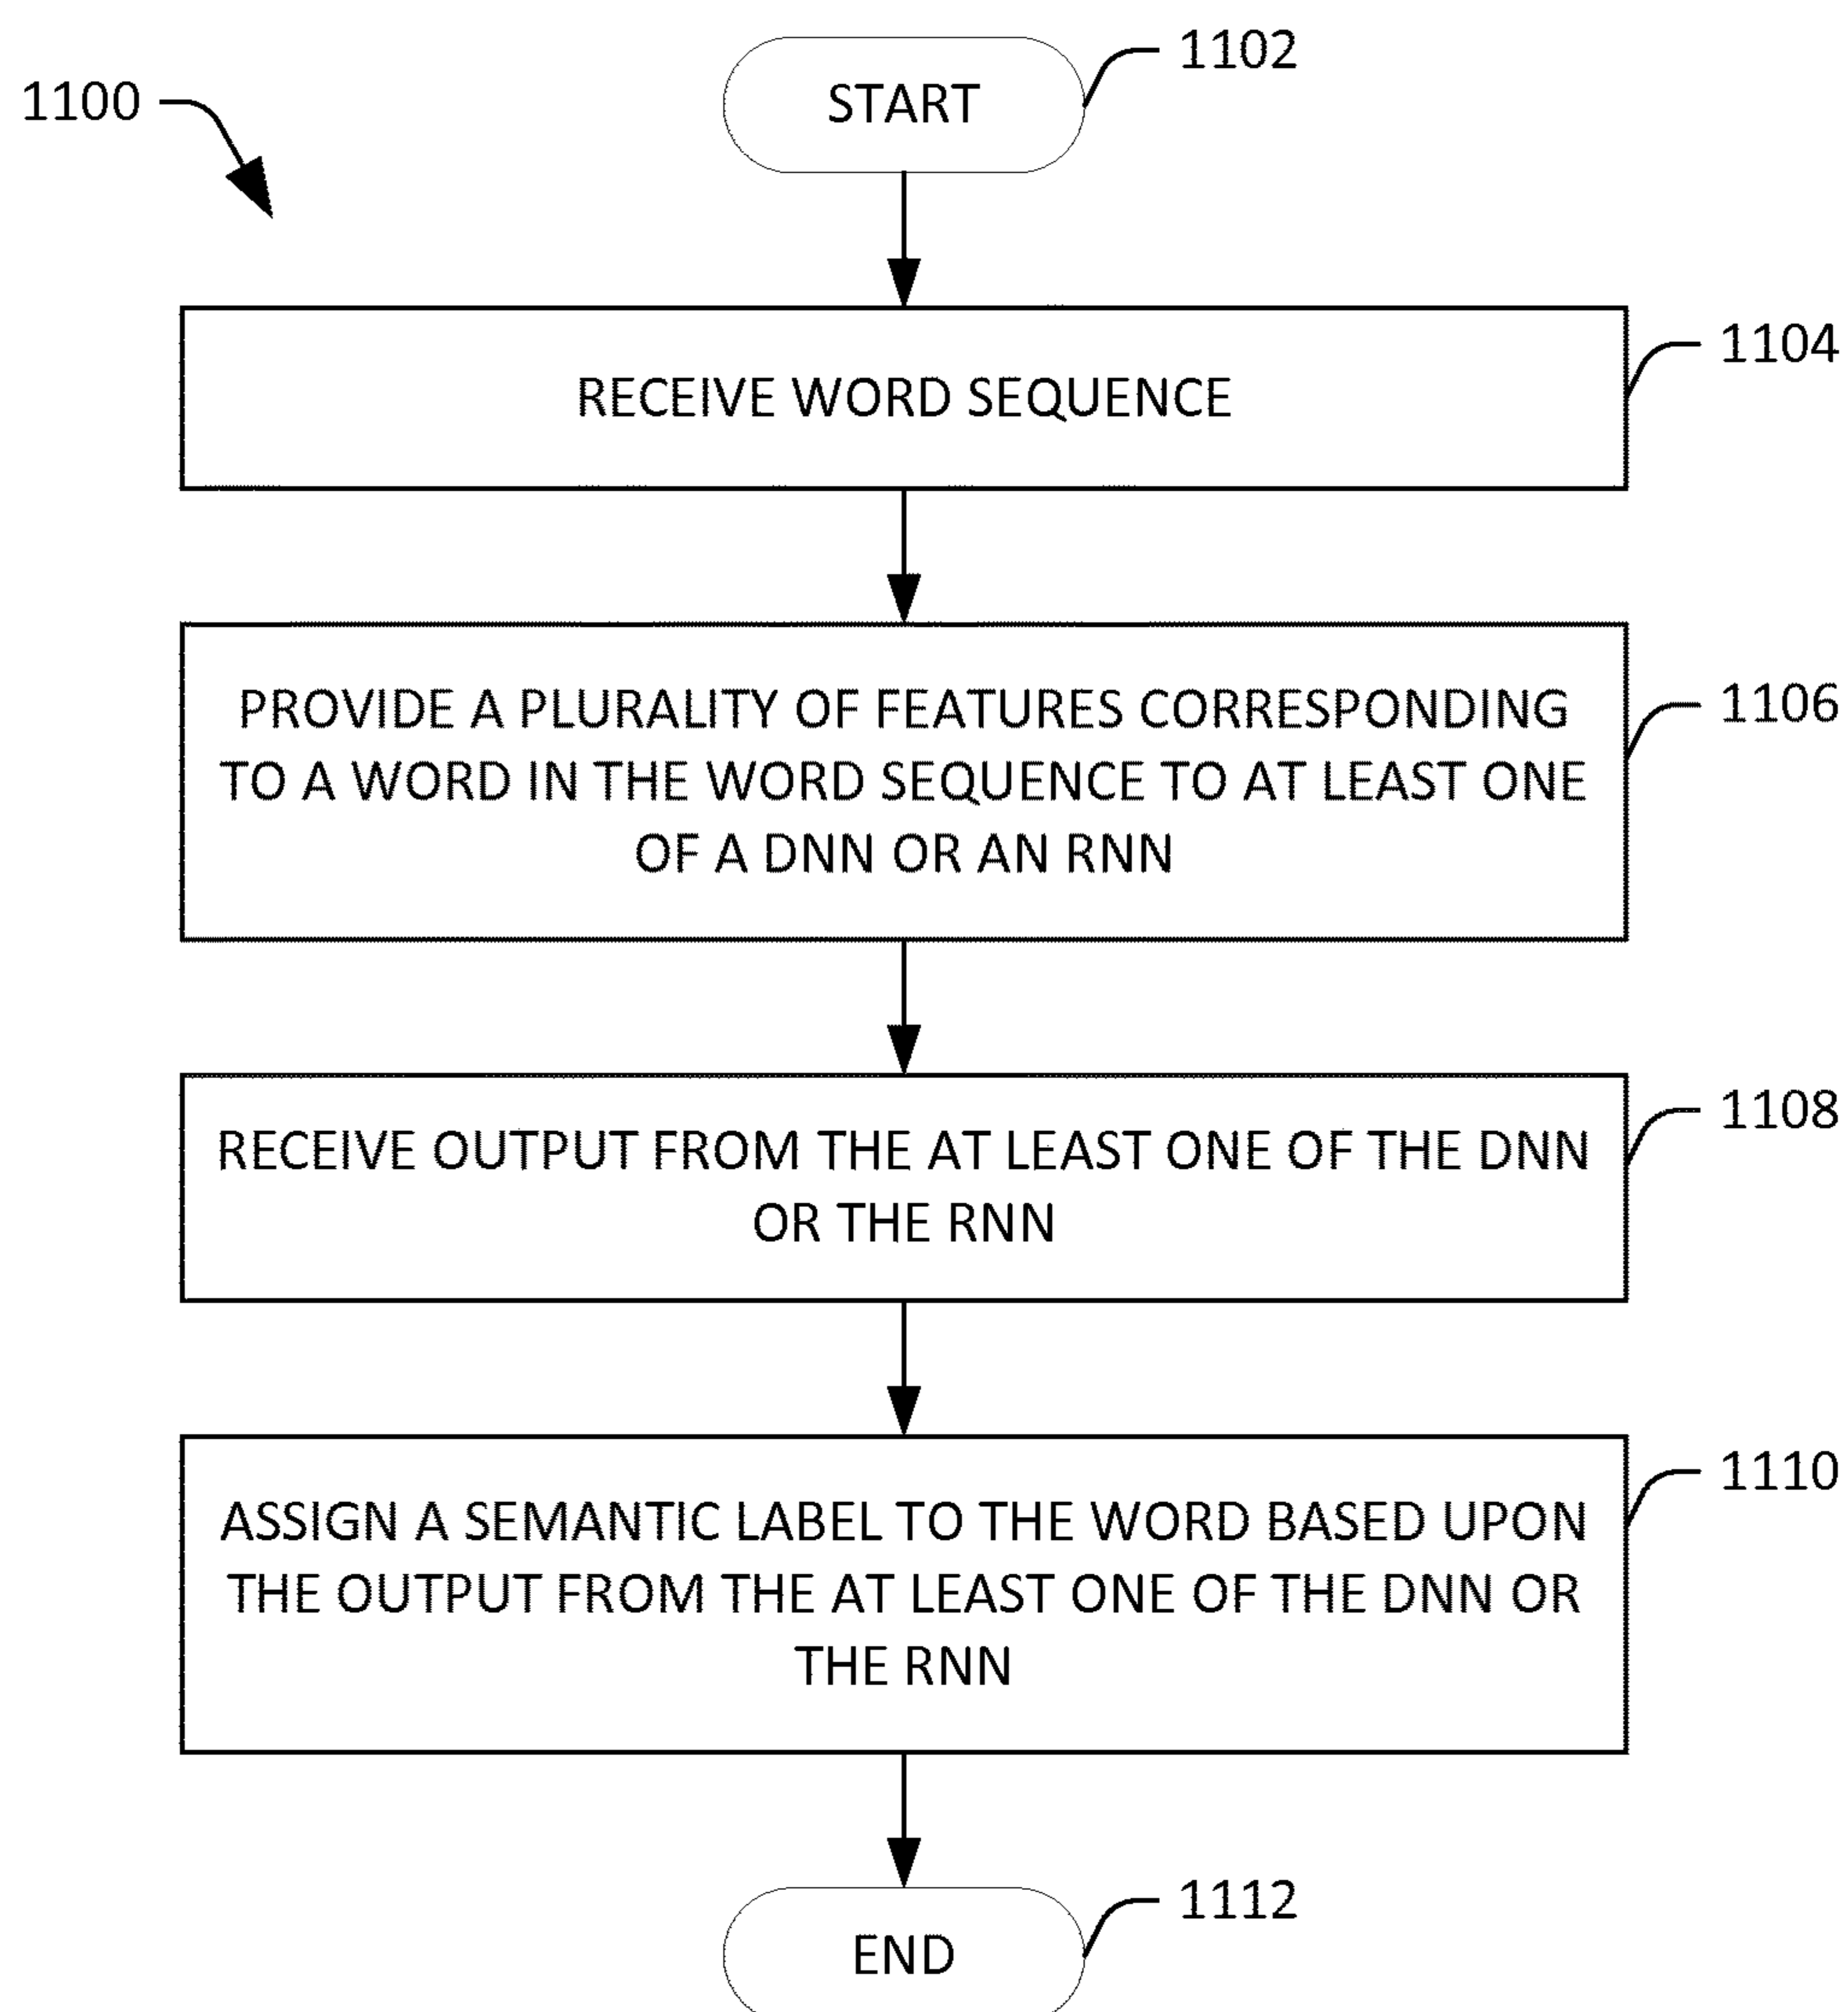 1100
START
1102
RECEIVE WORD SEQUENCE
1104
PROVIDE A PLURALITY OF FEATURES CORRESPONDING
TO A WORD IN THE WORD SEQUENCE TO AT LEAST ONE
OF A DNN OR AN RNN
1106
RECEIVE OUTPUT FROM THE AT LEAST ONE OF THE DNN
OR THE RNN
1108
ASSIGN A SEMANTIC LABEL TO THE WORD BASED UPON
THE OUTPUT FROM THE AT LEAST ONE OF THE DNN OR
THE RNN
1110
END
1112